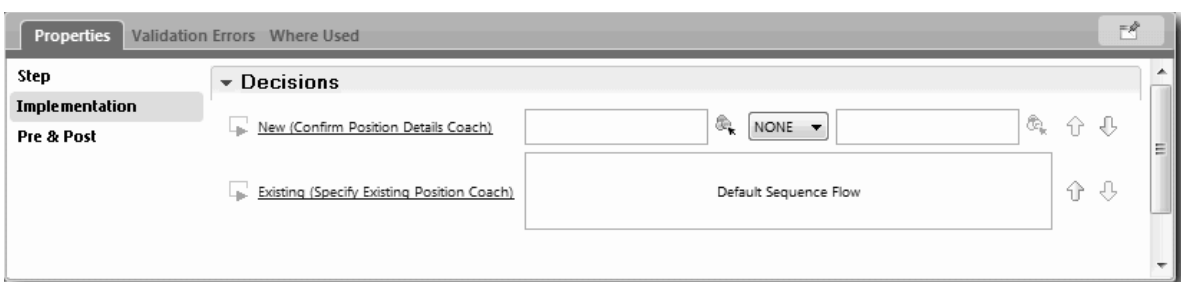 Properties Validation Errors Where Used
Step
Decisions
Implementation
New (Confirm Position Details Coach) NONE
Pre & Post
Existing (Specify Existing Position Coach) Default Sequence Flow